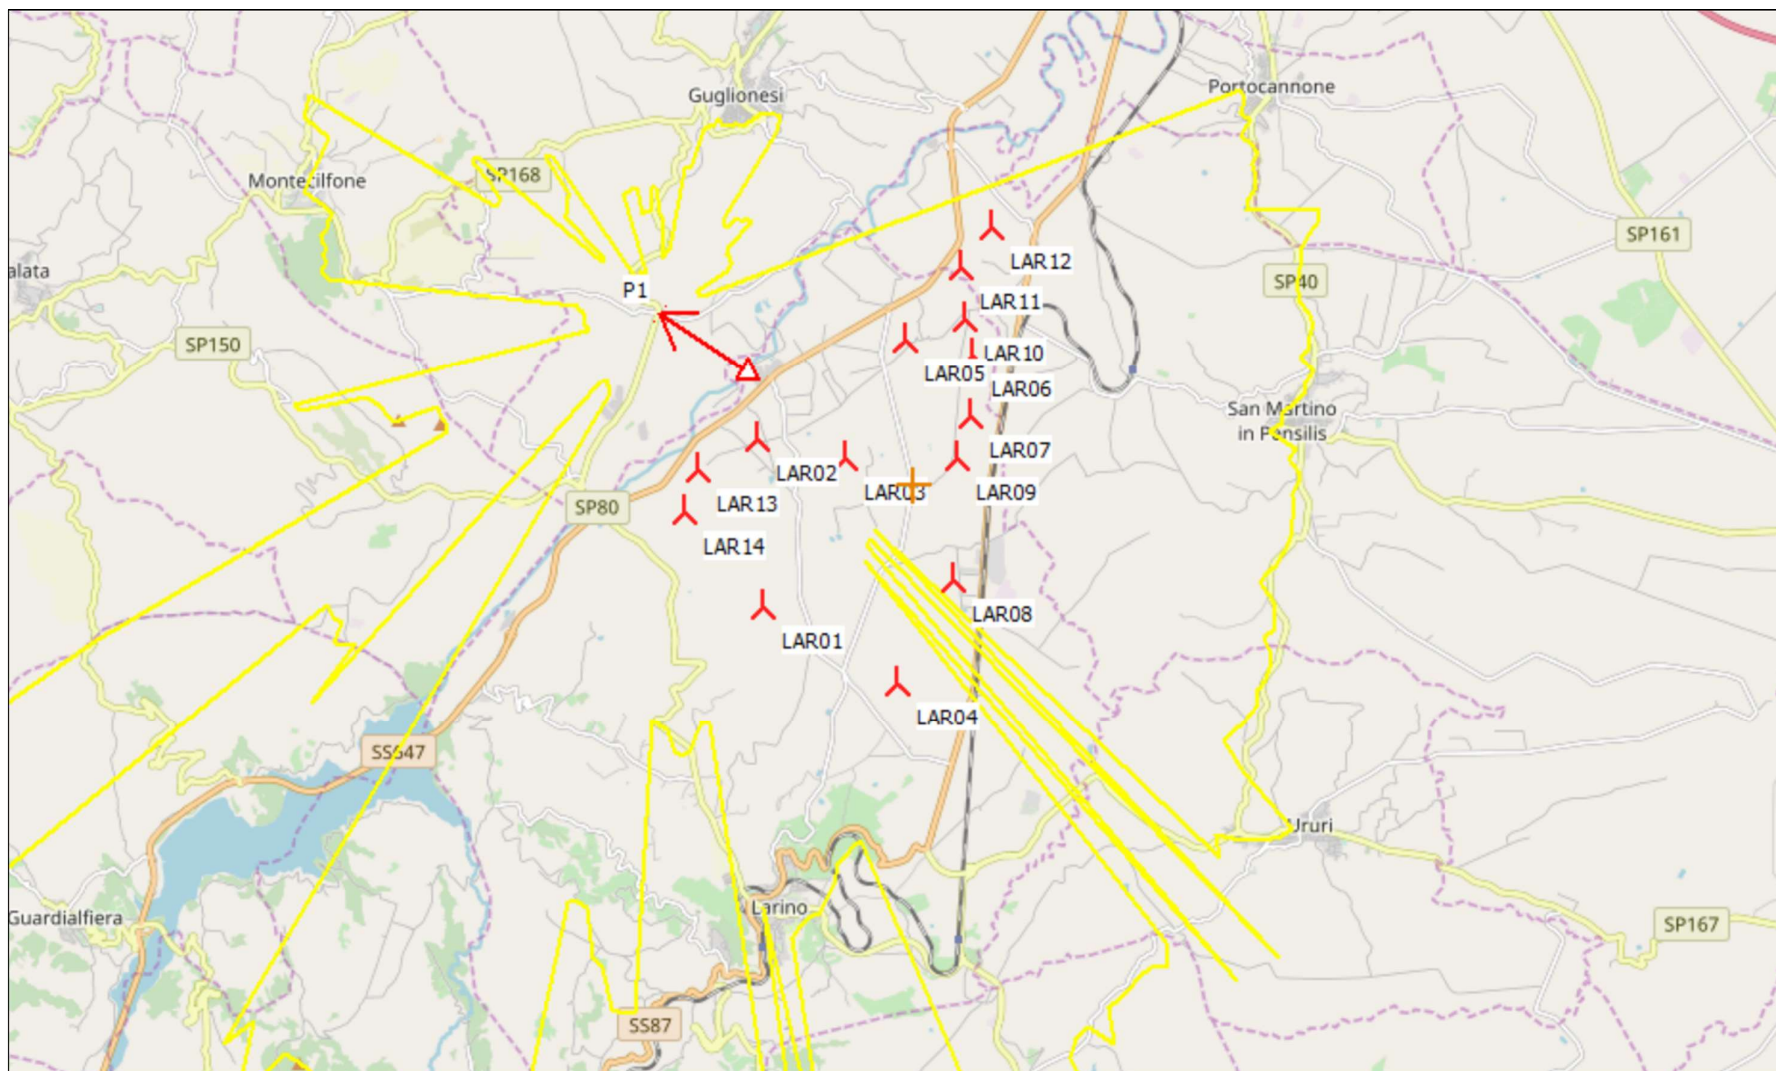 Guglionesi
Portocannone
Montecilfone
SP168
SP161
LAR12
alata
P1
SP40
LAR11
SP150
LAR10
LAR05
LAR06
San Martino
in Pensilis
LAR07
LAR02
LAR03
LAR09
LAR13
SP80
LAR14
LAR08
LAR01
LAR04
SS647
Ururi
Larino
Guardialfiera
SP167
SS87